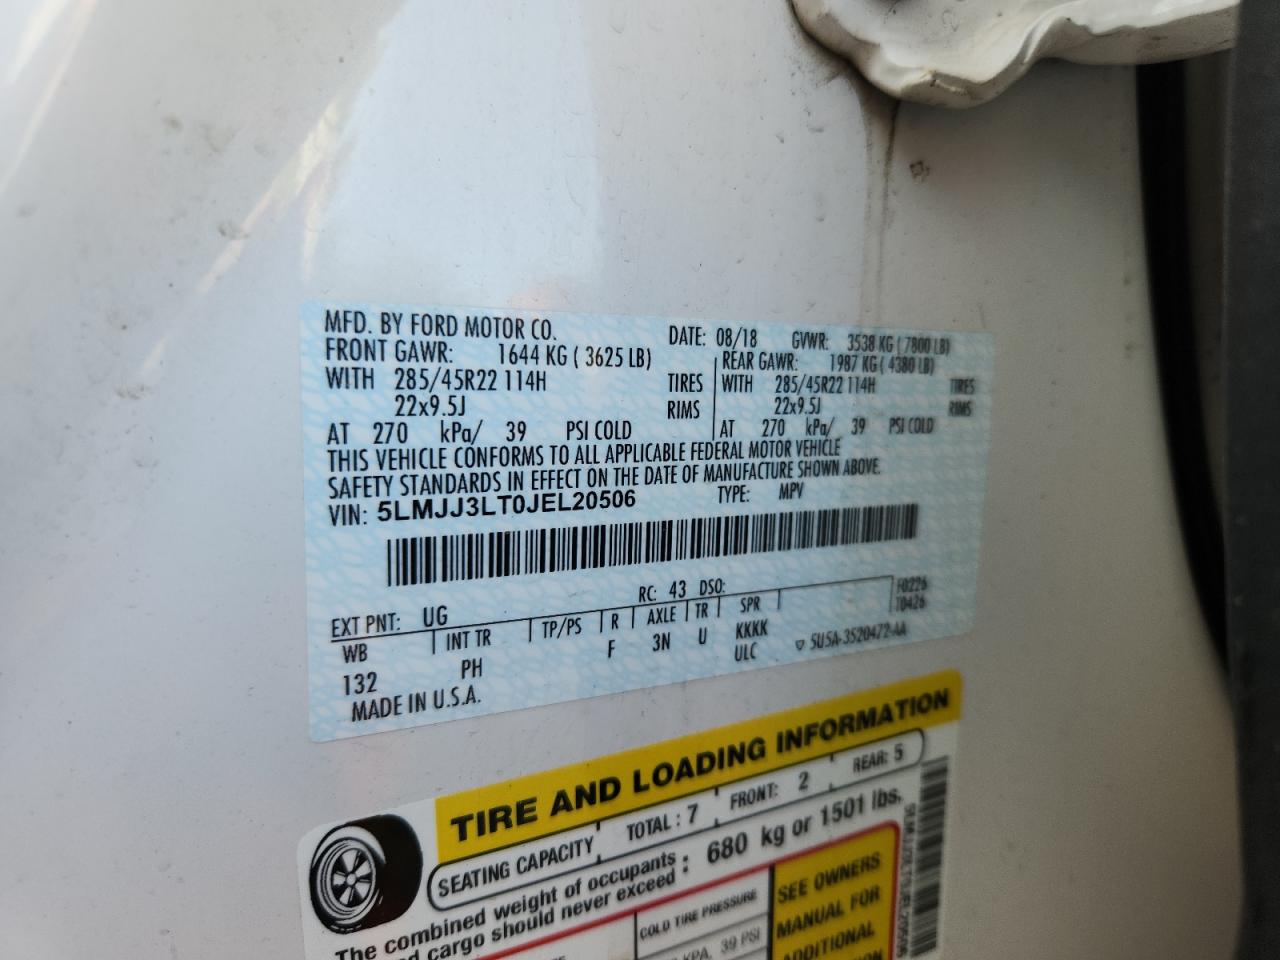 MFD. BY FORD MOTOR CO. DATE: 08/18 GVWR: 3538 KG ( 7800 LB)
FRONT GAWR: 1644 KG ( 3625 LB) REAR GAWR: 1987 KG ( 4380 LB)
WITH 285/45R22 114H TIRES WITH 285/45R22 114H TIRES
22x9.5J RIMS 22x9.5J RIMS
AT 270 kPa/ 39 PSI COLD AT 270 kPa/ 39 PSI COLD
THIS VEHICLE CONFORMS TO ALL APPLICABLE FEDERAL MOTOR VEHICLE
SAFETY STANDARDS IN EFFECT ON THE DATE OF MANUFACTURE SHOWN ABOVE.
VIN: 5LMJJ3LT0JEL20506 TYPE: MPV
EXT PNT: UG RC: 43 DSO: F0226
WB INT TR TP/PS R AXLE TR SPR T0426
132 PH F 3N U KKKK
ULC 5U5A-3520472-AA
MADE IN U.S.A.
TIRE AND LOADING INFORMATION
SEATING CAPACITY TOTAL : 7 FRONT: 2 REAR: 5
The combined weight of occupants
and cargo should never exceed : 680 kg or 1501 lbs.
COLD TIRE PRESSURE
KPA, 39 PSI
SEE OWNERS
MANUAL FOR
ADDITIONAL